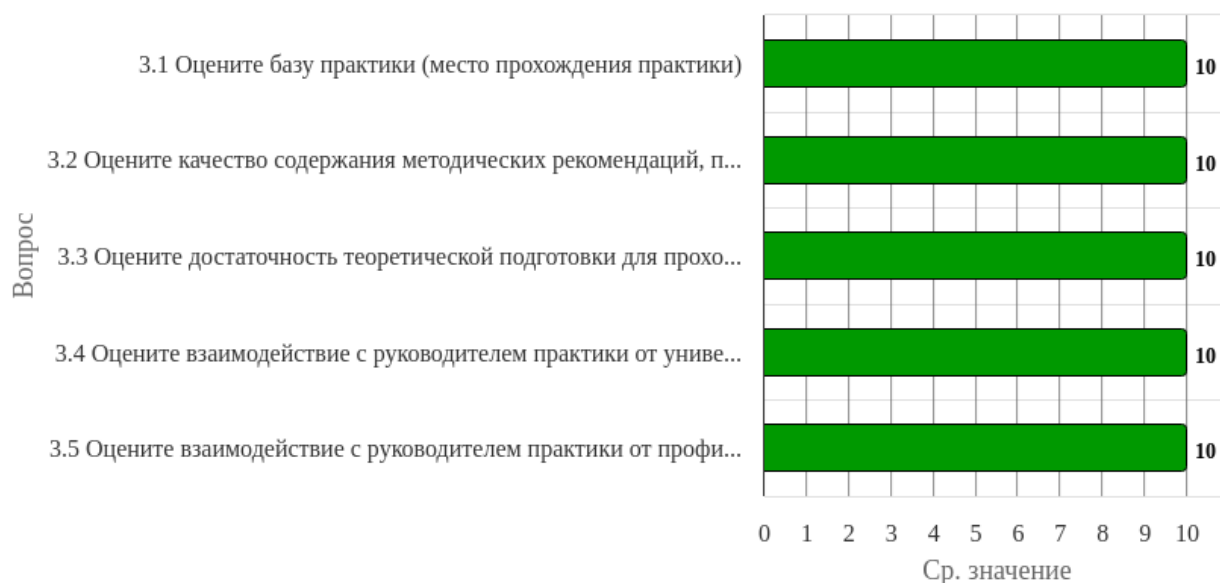 3.1 Оцените базу практики (место прохождения практики)
10
3.2 Оцените качество содержания методических рекомендаций, п...
10
3.3 Оцените достаточность теоретической подготовки для прохо...
10
3.4 Оцените взаимодействие с руководителем практики от униве...
10
3.5 Оцените взаимодействие с руководителем практики от профи...
10
Вопрос
0 1 2 3 4 5 6 7 8 9 10
Ср. значение